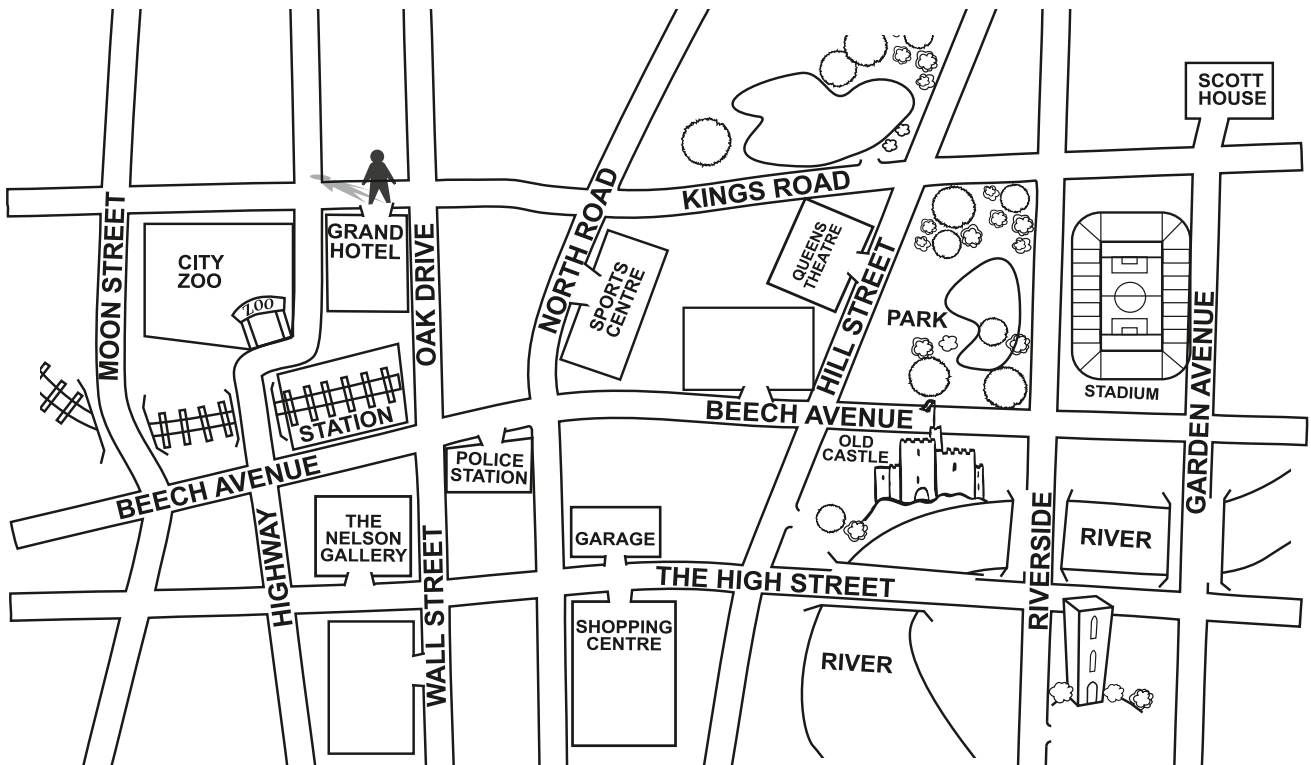 SCOTT
HOUSE
KINGS ROAD
MOON STREET
CITY
ZOO
ZOO
GRAND
HOTEL
OAK DRIVE
NORTH ROAD
SPORTS
CENTRE
QUEENS
THEATRE
HILL STREET
PARK
STADIUM
GARDEN AVENUE
STATION
BEECH AVENUE
BEECH AVENUE
POLICE
STATION
OLD
CASTLE
THE
NELSON
GALLERY
HIGHWAY
WALL STREET
GARAGE
THE HIGH STREET
RIVERSIDE
RIVER
SHOPPING
CENTRE
RIVER